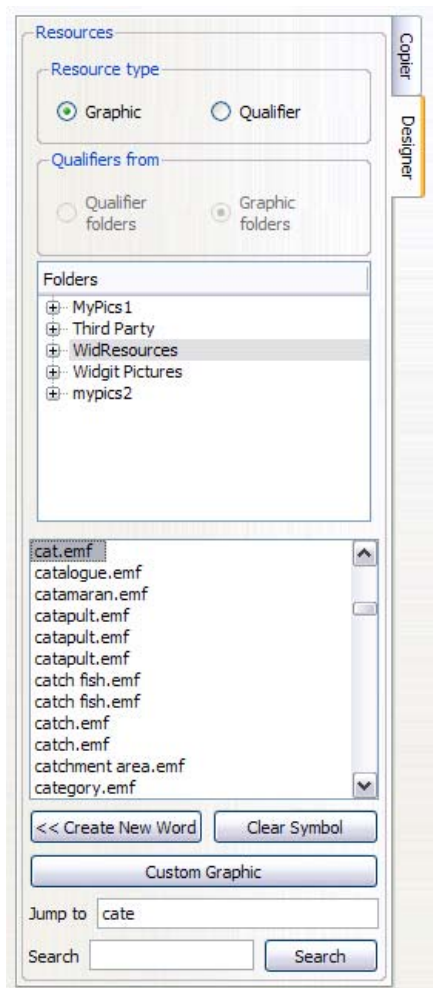 Resources
Copier
Designer
Resource type
Graphic
Qualifier
Qualifiers from
Qualifier
folders
Graphic
folders
Folders
MyPics1
Third Party
WidResources
Widgit Pictures
mypics2
cat.emf
catalogue.emf
catamaran.emf
catapult.emf
catapult.emf
catapult.emf
catch fish.emf
catch fish.emf
catch.emf
catch.emf
catchment area.emf
category.emf
<< Create New Word
Clear Symbol
Custom Graphic
Jump to cate
Search
Search